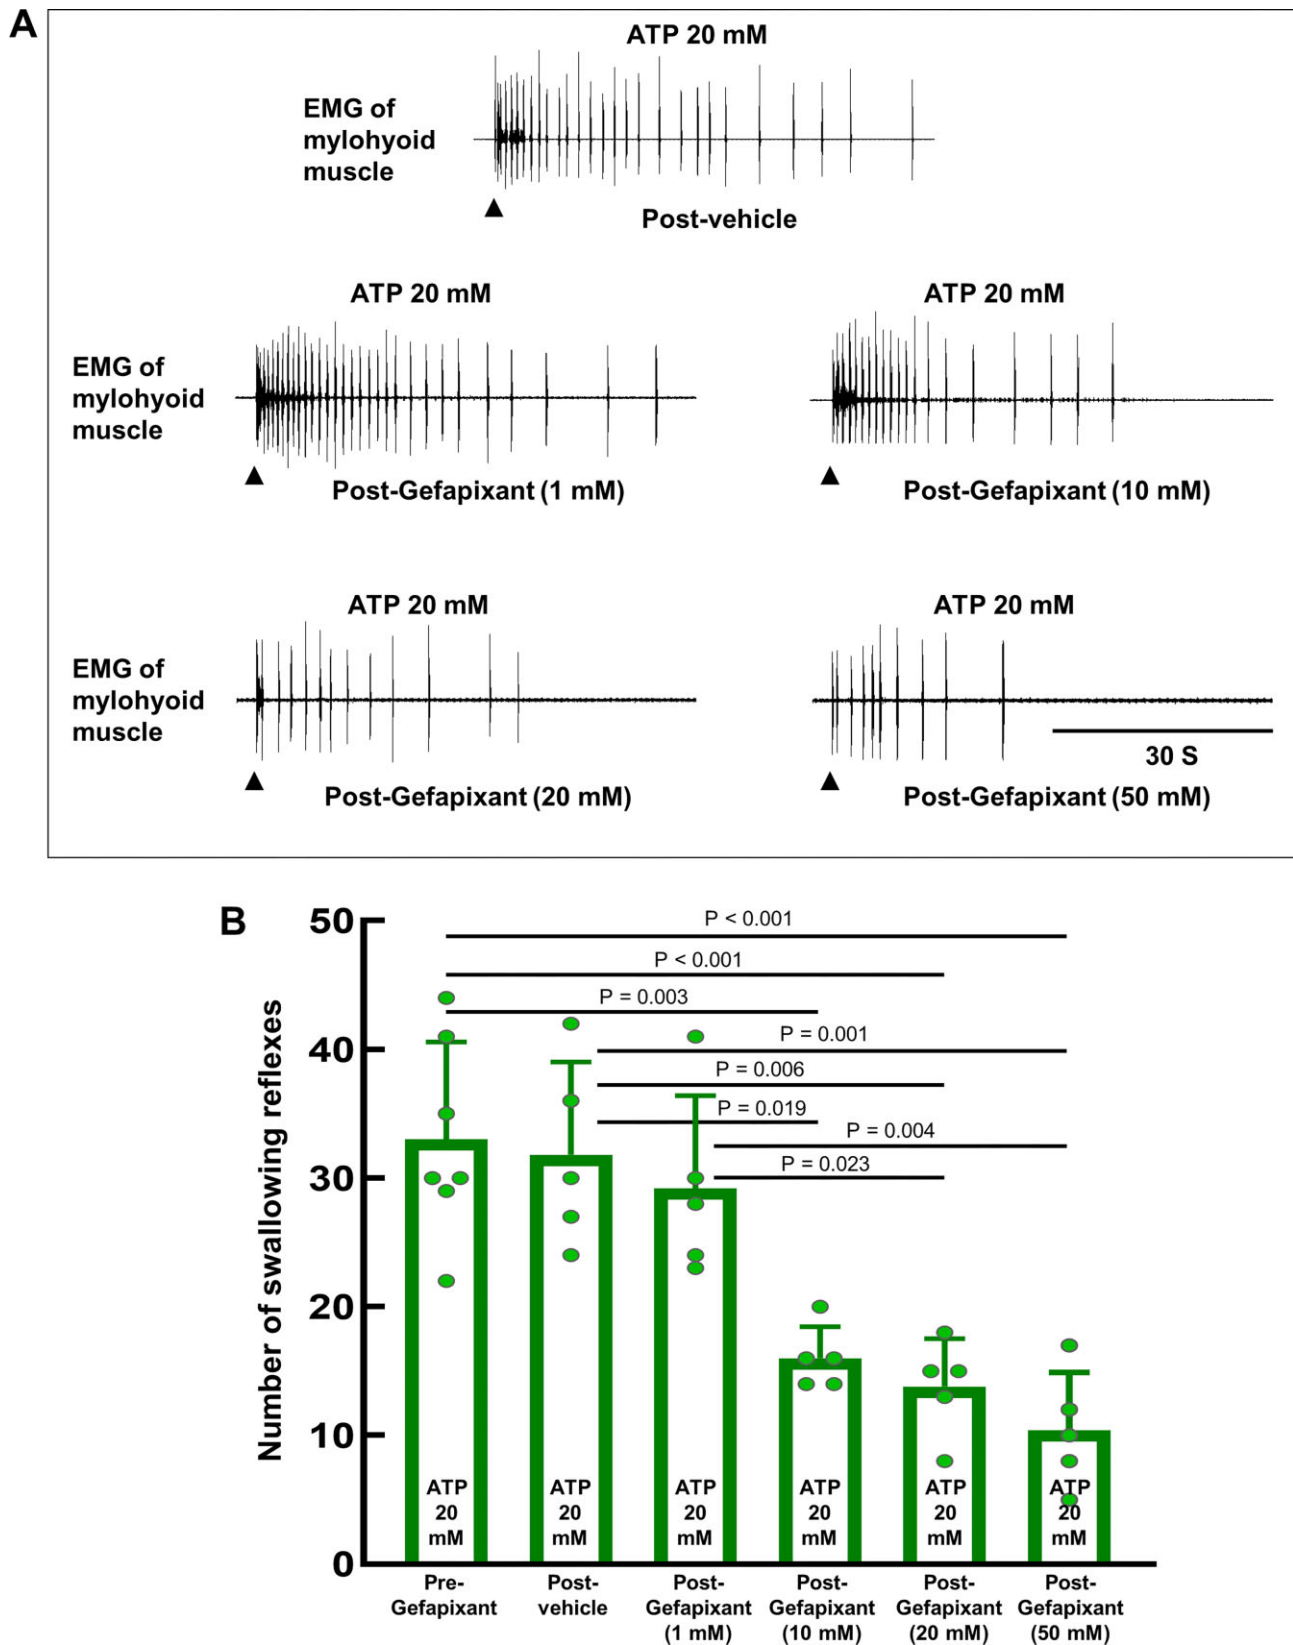 A
ATP 20 mM
EMG of
mylohyoid
muscle
Post-vehicle
ATP 20 mM
EMG of
mylohyoid
muscle
Post-Gefapixant (1 mM)
ATP 20 mM
Post-Gefapixant (10 mM)
ATP 20 mM
EMG of
mylohyoid
muscle
Post-Gefapixant (20 mM)
ATP 20 mM
30 S
Post-Gefapixant (50 mM)
B
Number of swallowing reflexes
50
40
30
20
10
0
P < 0.001
P < 0.001
P = 0.003
P = 0.001
P = 0.006
P = 0.019
P = 0.004
P = 0.023
ATP
20
mM
ATP
20
mM
ATP
20
mM
ATP
20
mM
ATP
20
mM
ATP
20
mM
Pre-
Gefapixant
Post-
vehicle
Post-
Gefapixant
(1 mM)
Post-
Gefapixant
(10 mM)
Post-
Gefapixant
(20 mM)
Post-
Gefapixant
(50 mM)